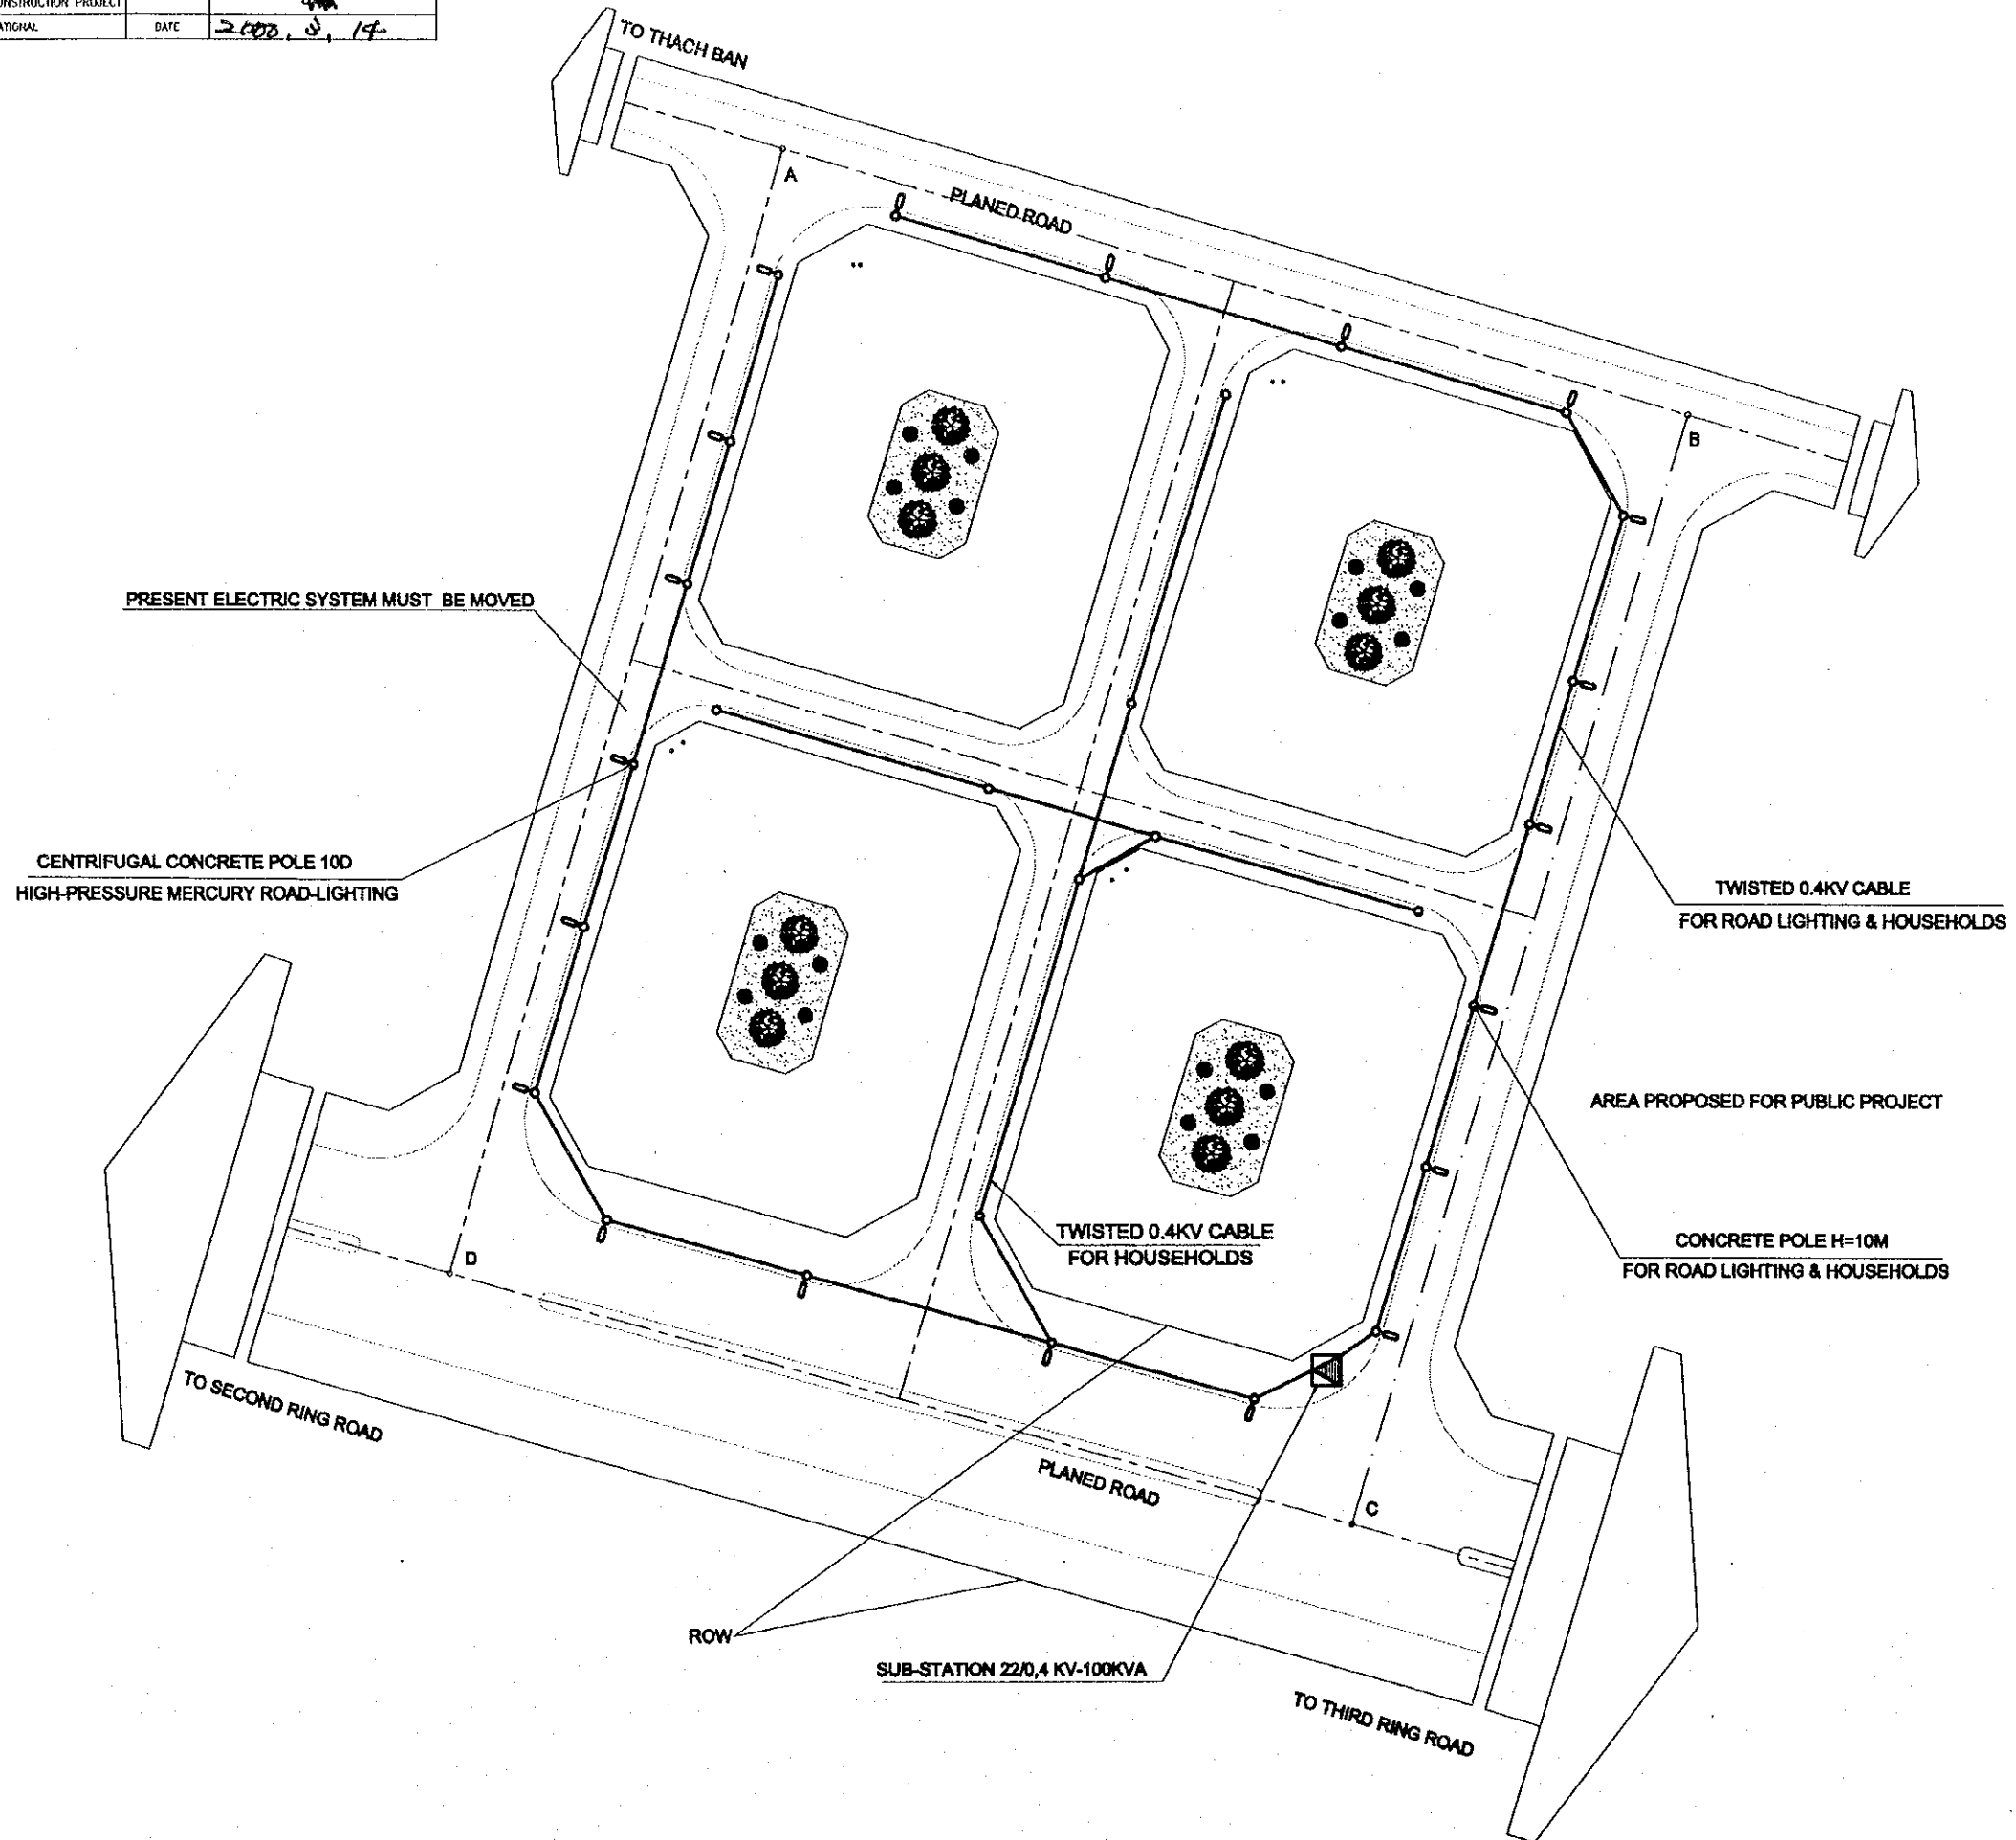 CONSTRUCTION PROJECT
DATE 2000, 3, 14
TO THACH BAN
A
PLANED ROAD
B
PRESENT ELECTRIC SYSTEM MUST BE MOVED
CENTRIFUGAL CONCRETE POLE 10D
HIGH-PRESSURE MERCURY ROAD-LIGHTING
TWISTED 0.4KV CABLE
FOR ROAD LIGHTING & HOUSEHOLDS
AREA PROPOSED FOR PUBLIC PROJECT
TWISTED 0.4KV CABLE
FOR HOUSEHOLDS
CONCRETE POLE H=10M
FOR ROAD LIGHTING & HOUSEHOLDS
D
TO SECOND RING ROAD
PLANED ROAD
C
ROW
SUB-STATION 22/0,4 KV-100KVA
TO THIRD RING ROAD